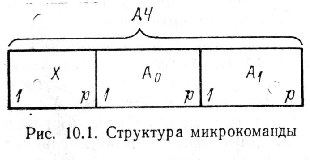 АЧ
X A₀ A₁
1 p 1 p 1 p
Рис. 10.1. Структура микрокоманды